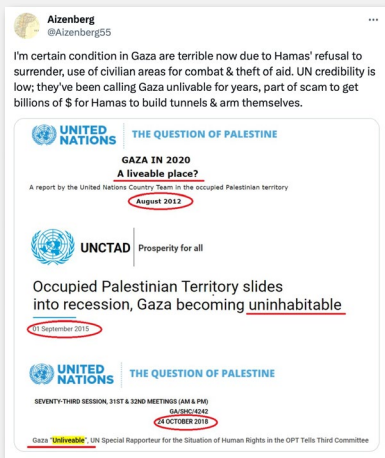 Aizenberg
@Aizenberg55
I'm certain condition in Gaza are terrible now due to Hamas' refusal to
surrender, use of civilian areas for combat & theft of aid. UN credibility is
low; they've been calling Gaza unlivable for years, part of scam to get
billions of $ for Hamas to build tunnels & arm themselves.
UNITED
NATIONS
THE QUESTION OF PALESTINE
GAZA IN 2020
A liveable place?
A report by the United Nations Country Team in the occupied Palestinian territory
August 2012
UNCTAD
Prosperity for all
Occupied Palestinian Territory slides
into recession, Gaza becoming uninhabitable
01 September 2015
UNITED
NATIONS
THE QUESTION OF PALESTINE
SEVENTY-THIRD SESSION, 31ST & 32ND MEETINGS (AM & PM)
GA/SHC/4242
24 OCTOBER 2018
Gaza "Unliveable", UN Special Rapporteur for the Situation of Human Rights in the OPT Tells Third Committee